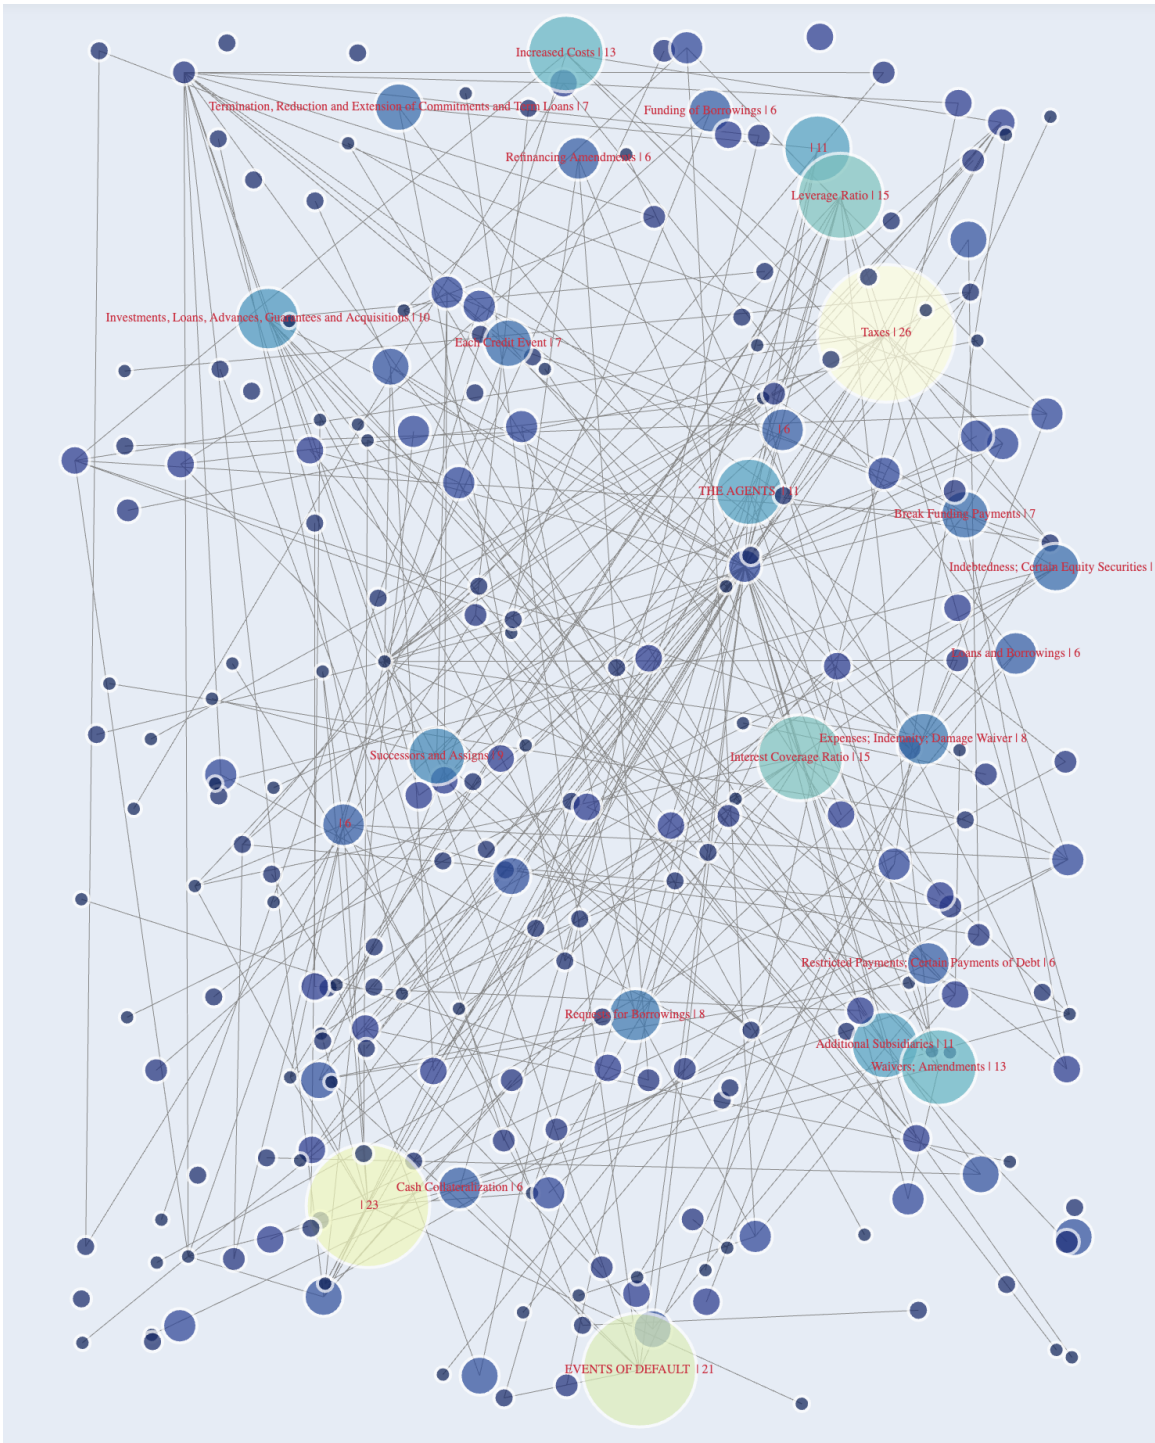 Increased Costs | 13
Termination, Reduction and Extension of Commitments and Term Loans | 7
Funding of Borrowings | 6
| 11
Refinancing Amendments | 6
Leverage Ratio | 15
Investments, Loans, Advances, Guarantees and Acquisitions | 10
Taxes | 26
Each Credit Event | 7
| 6
THE AGENTS | 11
Break Funding Payments | 7
Indebtedness; Certain Equity Securities |
Loans and Borrowings | 6
Expenses; Indemnity; Damage Waiver | 8
Successors and Assigns | 9
Interest Coverage Ratio | 15
| 6
Restricted Payments; Certain Payments of Debt | 6
Requests for Borrowings | 8
Additional Subsidiaries | 11
Waivers; Amendments | 13
Cash Collateralization | 6
| 23
EVENTS OF DEFAULT | 21